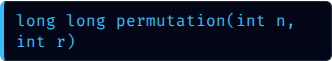 long long permutation(int n,
int r)